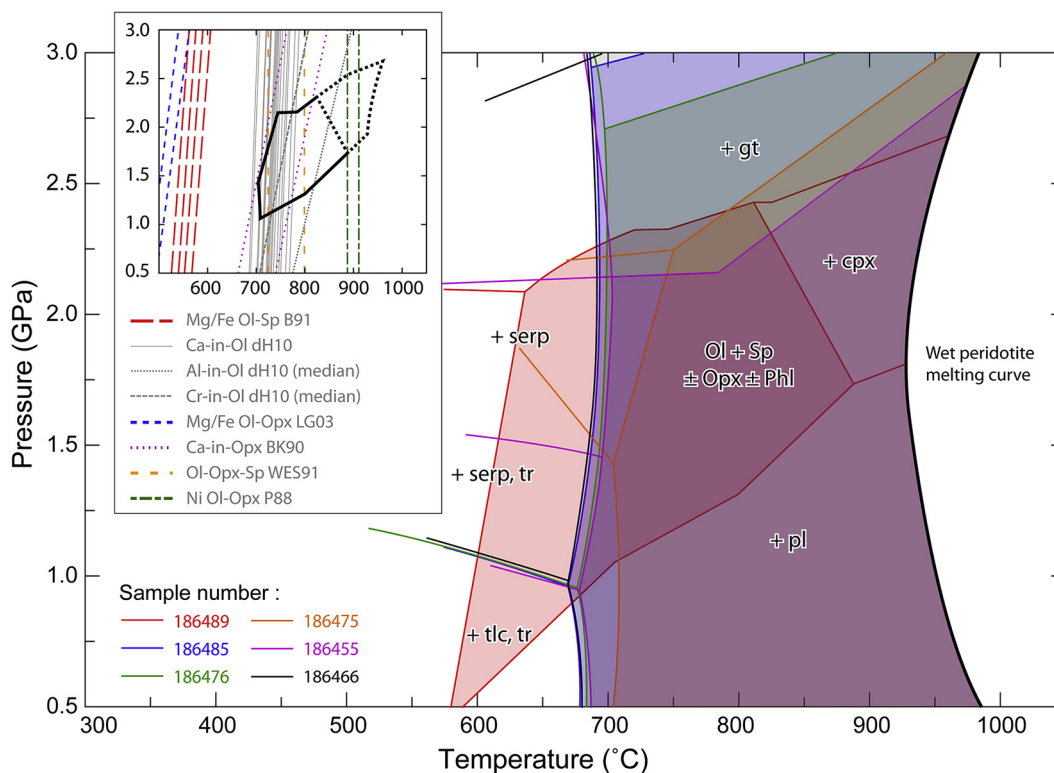 3.0
2.5
2.0
1.5
1.0
0.5
600 700 800 900 1000
Mg/Fe Ol-Sp B91
Ca-in-Ol dH10
Al-in-Ol dH10 (median)
Cr-in-Ol dH10 (median)
Mg/Fe Ol-Opx LG03
Ca-in-Opx BK90
Ol-Opx-Sp WES91
Ni Ol-Opx P88
3.0
2.5
2.0
1.5
1.0
0.5
Pressure (GPa)
+ gt
+ cpx
+ serp
Ol + Sp
± Opx ± Phl
Wet peridotite
melting curve
+ serp, tr
+ pl
+ tlc, tr
Sample number :
186489 186475
186485 186455
186476 186466
300 400 500 600 700 800 900 1000
Temperature (˚C)